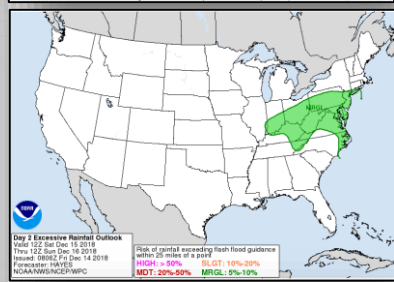 MRGL
NOAA
Day 2 Excessive Rainfall Outlook
Valid 12Z Sat Dec 15 2018
Thru 12Z Sun Dec 16 2018
Issued: 0806Z Fri Dec 14 2018
Forecaster: HAYES
NOAA/NWS/NCEP/WPC
Risk of rainfall exceeding flash flood guidance
within 25 miles of a point
HIGH: > 50% SLGT: 10%-20%
MDT: 20%-50% MRGL: 5%-10%